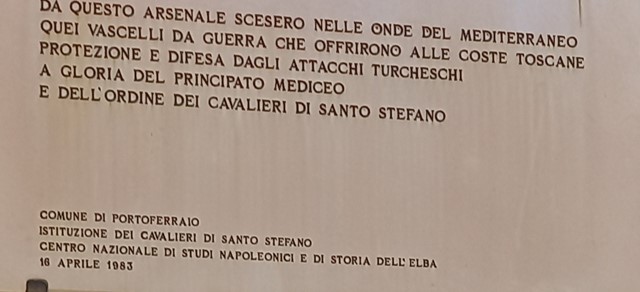 DA QUESTO ARSENALE SCESERO NELLE ONDE DEL MEDITERRANEO
QUEI VASCELLI DA GUERRA CHE OFFRIRONO ALLE COSTE TOSCANE
PROTEZIONE E DIFESA DAGLI ATTACCHI TURCHESCHI
A GLORIA DEL PRINCIPATO MEDICEO
E DELL'ORDINE DEI CAVALIERI DI SANTO STEFANO
COMUNE DI PORTOFERRAIO
ISTITUZIONE DEI CAVALIERI DI SANTO STEFANO
CENTRO NAZIONALE DI STUDI NAPOLEONICI E DI STORIA DELL'ELBA
16 APRILE 1983